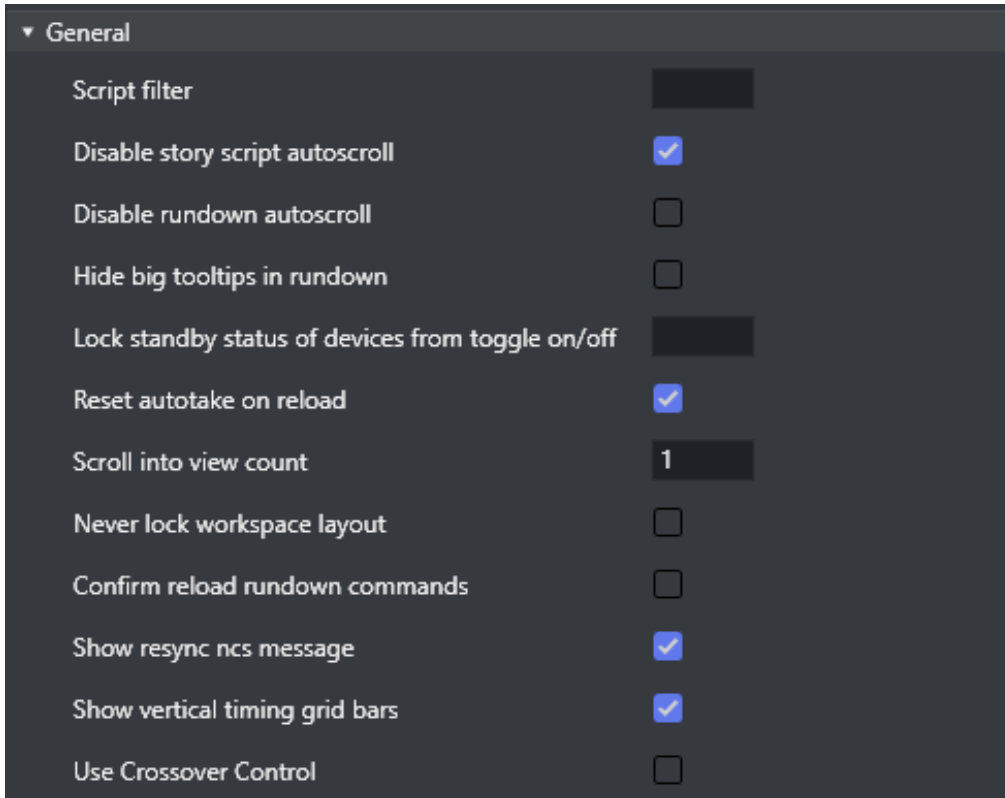 General
Script filter
Disable story script autoscroll
Disable rundown autoscroll
Hide big tooltips in rundown
Lock standby status of devices from toggle on/off
Reset autotake on reload
Scroll into view count 1
Never lock workspace layout
Confirm reload rundown commands
Show resync ncs message
Show vertical timing grid bars
Use Crossover Control